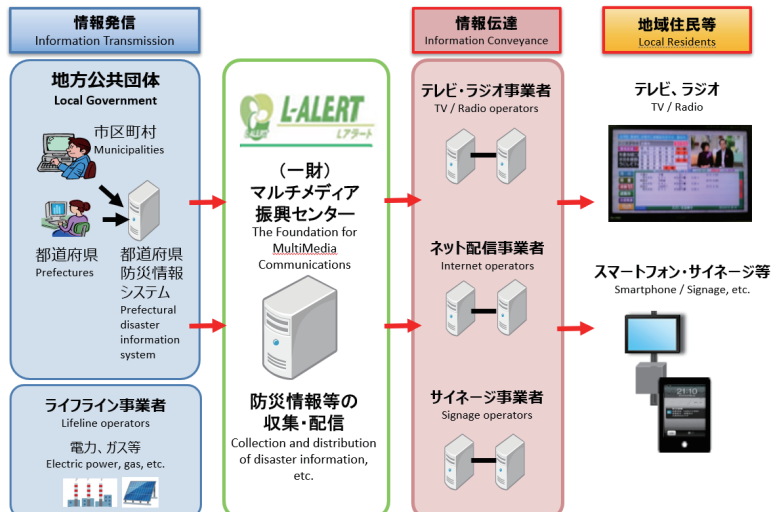 情報発信
Information Transmission
地方公共団体
Local Government
市区町村
Municipalities
都道府県
Prefectures
都道府県
防災情報
システム
Prefectural
disaster
information
system
ライフライン事業者
Lifeline operators
電力、ガス等
Electric power, gas, etc.
L-ALERT
Lアラート
(一財)
マルチメディア
振興センター
The Foundation for
MultiMedia
Communications
防災情報等の
収集・配信
Collection and distribution
of disaster information,
etc.
情報伝達
Information Conveyance
テレビ・ラジオ事業者
TV / Radio operators
ネット配信事業者
Internet operators
サイネージ事業者
Signage operators
地域住民等
Local Residents
テレビ、ラジオ
TV / Radio
スマートフォン・サイネージ等
Smartphone / Signage, etc.
21:10